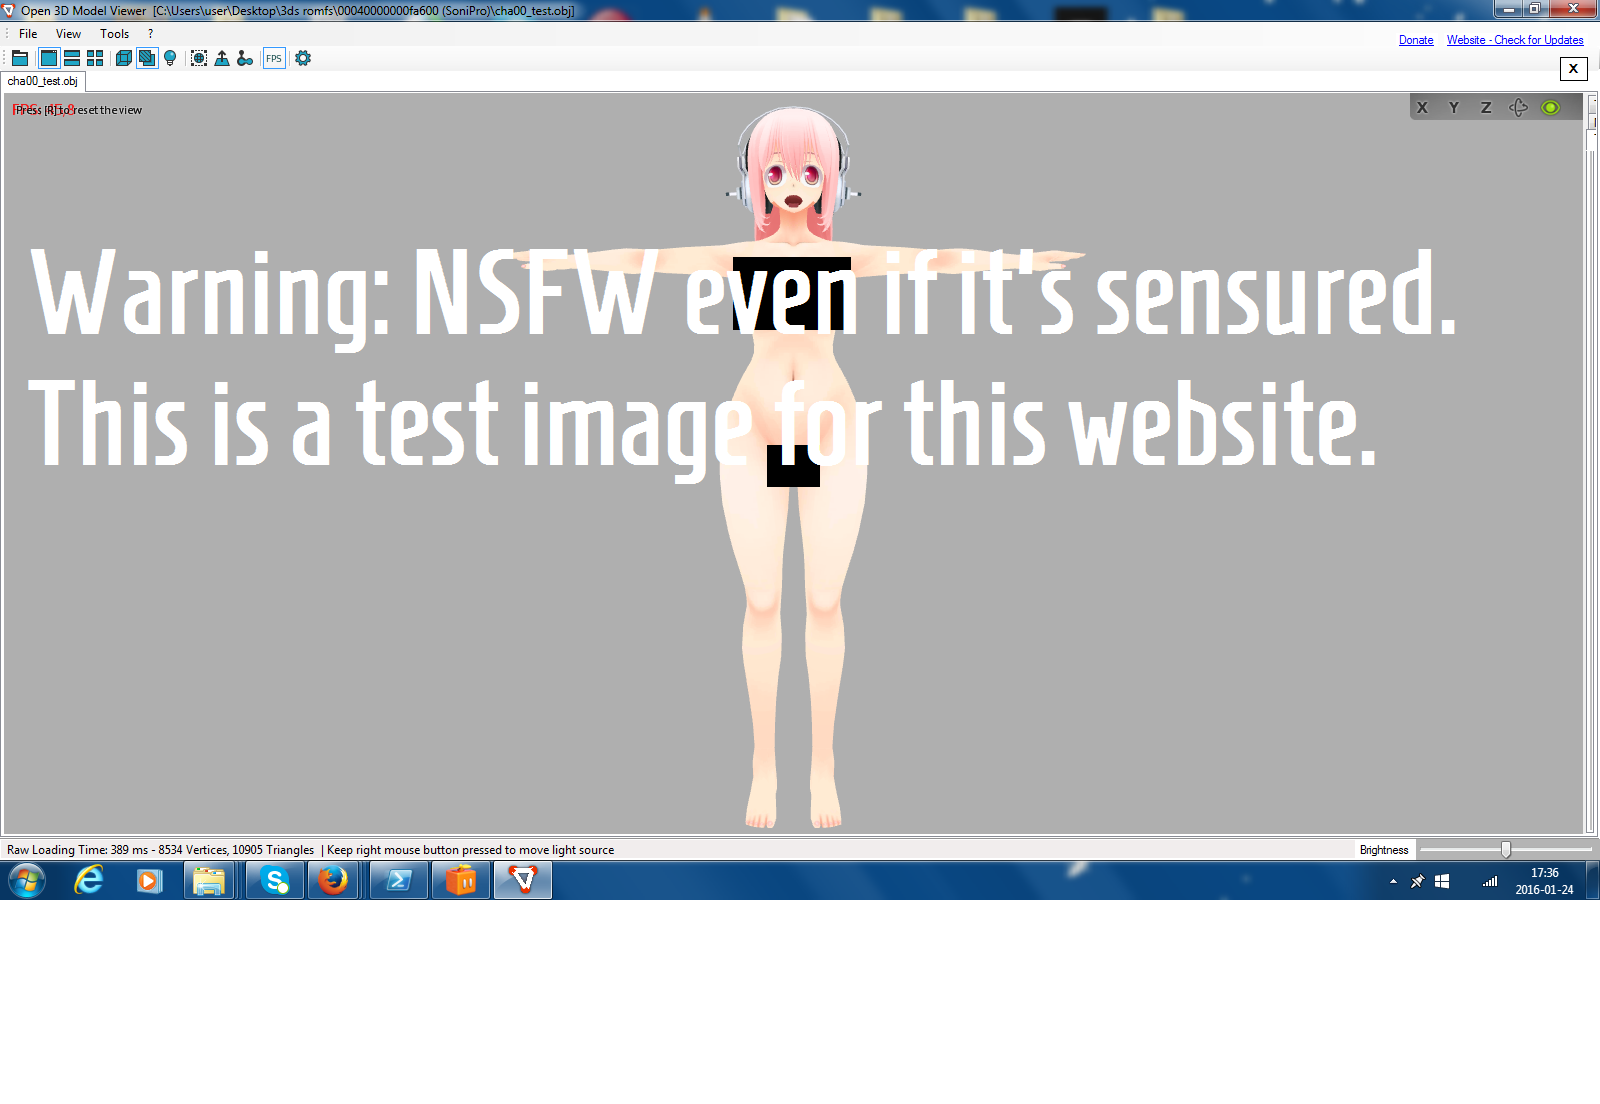 Open 3D Model Viewer [C:\Users\user\Desktop\3ds romfs\00040000000fa600 (SoniPro)\cha00_test.obj]
File View Tools ?
Donate Website - Check for Updates
FPS
X
cha00_test.obj
Press [R] to reset the view
X Y Z
Warning: NSFW even if it's sensured.
This is a test image for this website.
Raw Loading Time: 389 ms - 8534 Vertices, 10905 Triangles | Keep right mouse button pressed to move light source
Brightness
17:36
2016-01-24